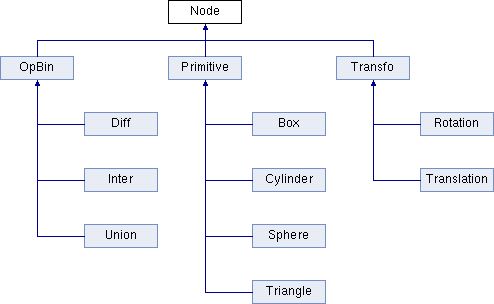 Node
OpBin Primitive Transfo
Diff Box Rotation
Inter Cylinder Translation
Union Sphere
Triangle